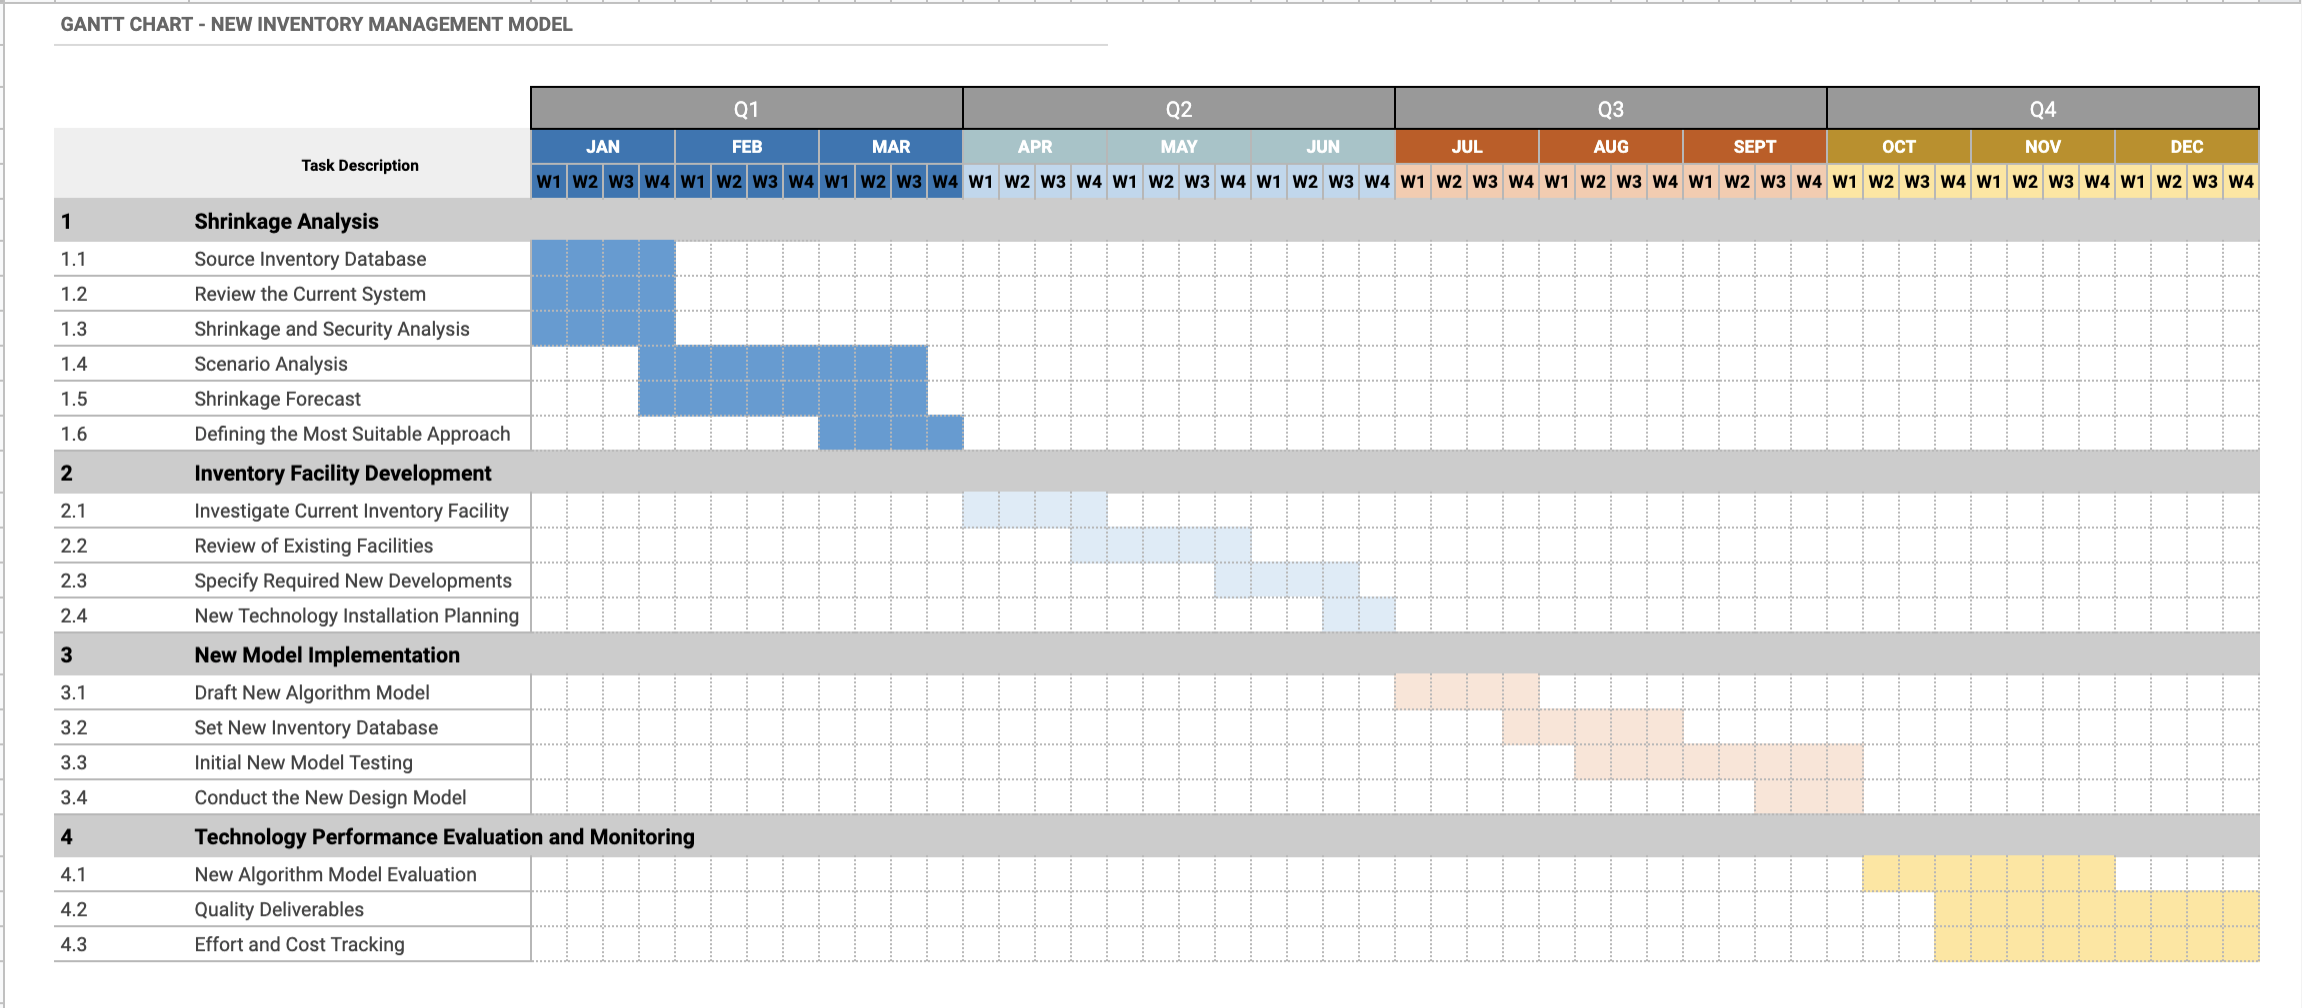 GANTT CHART - NEW INVENTORY MANAGEMENT MODEL
Q1 Q2 Q3 Q4
Task Description
JAN FEB MAR APR MAY JUN JUL AUG SEPT OCT NOV DEC
W1 W2 W3 W4 W1 W2 W3 W4 W1 W2 W3 W4 W1 W2 W3 W4 W1 W2 W3 W4 W1 W2 W3 W4 W1 W2 W3 W4 W1 W2 W3 W4 W1 W2 W3 W4 W1 W2 W3 W4 W1 W2 W3 W4 W1 W2 W3 W4
1 Shrinkage Analysis
1.1 Source Inventory Database
1.2 Review the Current System
1.3 Shrinkage and Security Analysis
1.4 Scenario Analysis
1.5 Shrinkage Forecast
1.6 Defining the Most Suitable Approach
2 Inventory Facility Development
2.1 Investigate Current Inventory Facility
2.2 Review of Existing Facilities
2.3 Specify Required New Developments
2.4 New Technology Installation Planning
3 New Model Implementation
3.1 Draft New Algorithm Model
3.2 Set New Inventory Database
3.3 Initial New Model Testing
3.4 Conduct the New Design Model
4 Technology Performance Evaluation and Monitoring
4.1 New Algorithm Model Evaluation
4.2 Quality Deliverables
4.3 Effort and Cost Tracking